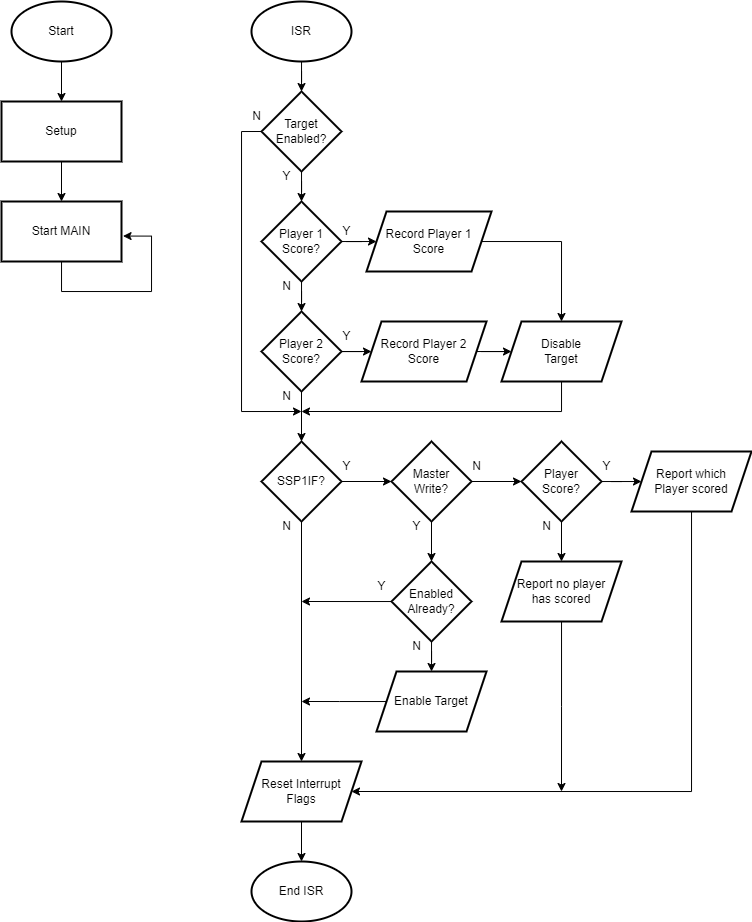 Start
Setup
Start MAIN
ISR
N
Target
Enabled?
Y
Player 1
Score?
Y
Record Player 1
Score
N
Player 2
Score?
Y
Record Player 2
Score
Disable
Target
N
SSP1IF?
Y
Master
Write?
N
Player
Score?
Y
Report which
Player scored
N
Y
N
Enabled
Already?
Y
Report no player
has scored
N
Enable Target
Reset Interrupt
Flags
End ISR